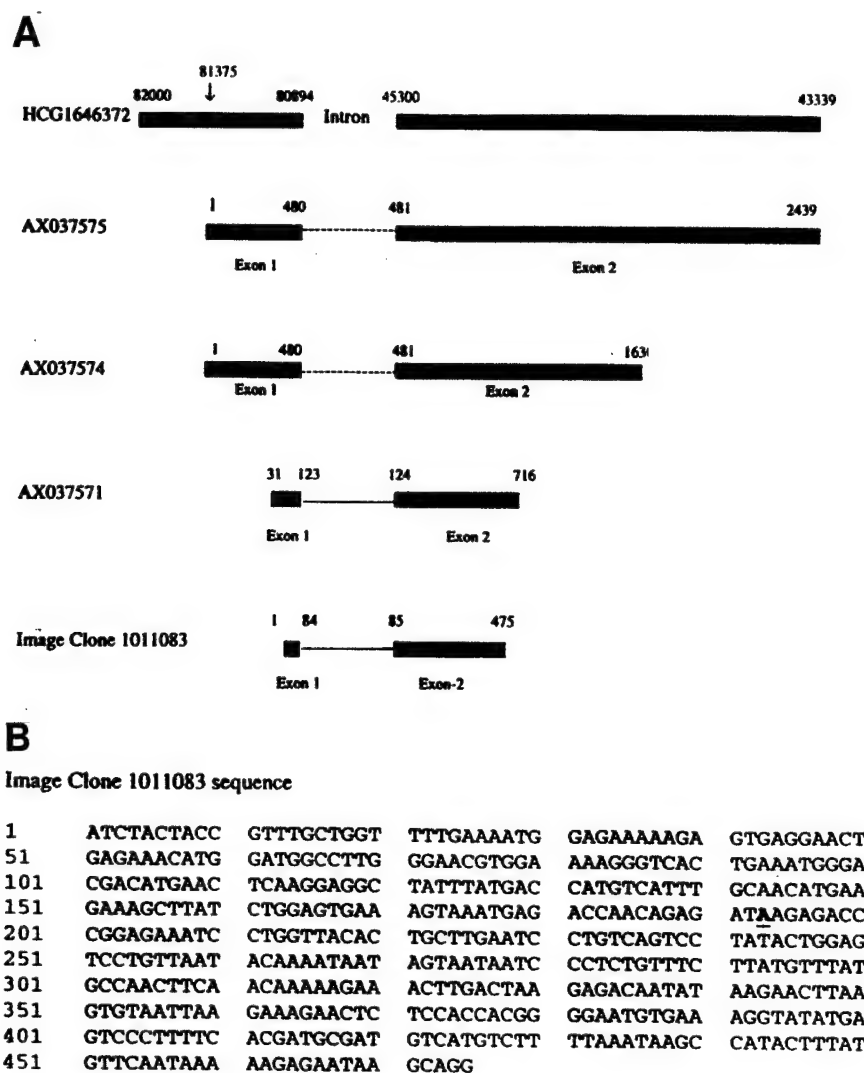 A
81375
82000 80894 45300 43339
HCG1646372 Intron
1 480 481 2439
AX037575
Exon 1 Exon 2
1 480 481
AX037574
Exon 1 Exon 2
31 123 124 716
AX037571
Exon 1 Exon 2
1 84 85 475
Image Clone 1011083
Exon 1 Exon-2
B
Image Clone 1011083 sequence
1 ATCTACTACC GTTTGCTGGT TTTGAAAATG GAGAAAAAGA GTGAGGAACT
51 GAGAAACATG GATGGCCTTG GGAACGTGGA AAAGGGTCAC TGAAATGGGA
101 CGACATGAAC TCAAGGAGGC TATTTATGAC CATGTCATTT GCAACATGAA
151 GAAAGCTTAT CTGGAGTGAA AGTAAATGAG ACCAACAGAG ATAAGAGACC
201 CGGAGAAATC CTGGTTACAC TGCTTGAATC CTGTCAGTCC TATACTGGAG
251 TCCTGTTAAT ACAAAATAAT AGTAATAATC CCTCTGTTTC TTATGTTTAT
301 GCCAACTTCA ACAAAAAGAA ACTTGACTAA GAGACAATAT AAGAACTTAA
351 GTGTAATTAA GAAAGAACTC TCCACCACGG GGAATGTGAA AGGTATATGA
401 GTCCCTTTTC ACGATGCGAT GTCATGTCTT TTAAATAAGC CATACTTTAT
451 GTTCAATAAA AAGAGAATAA GCAGG